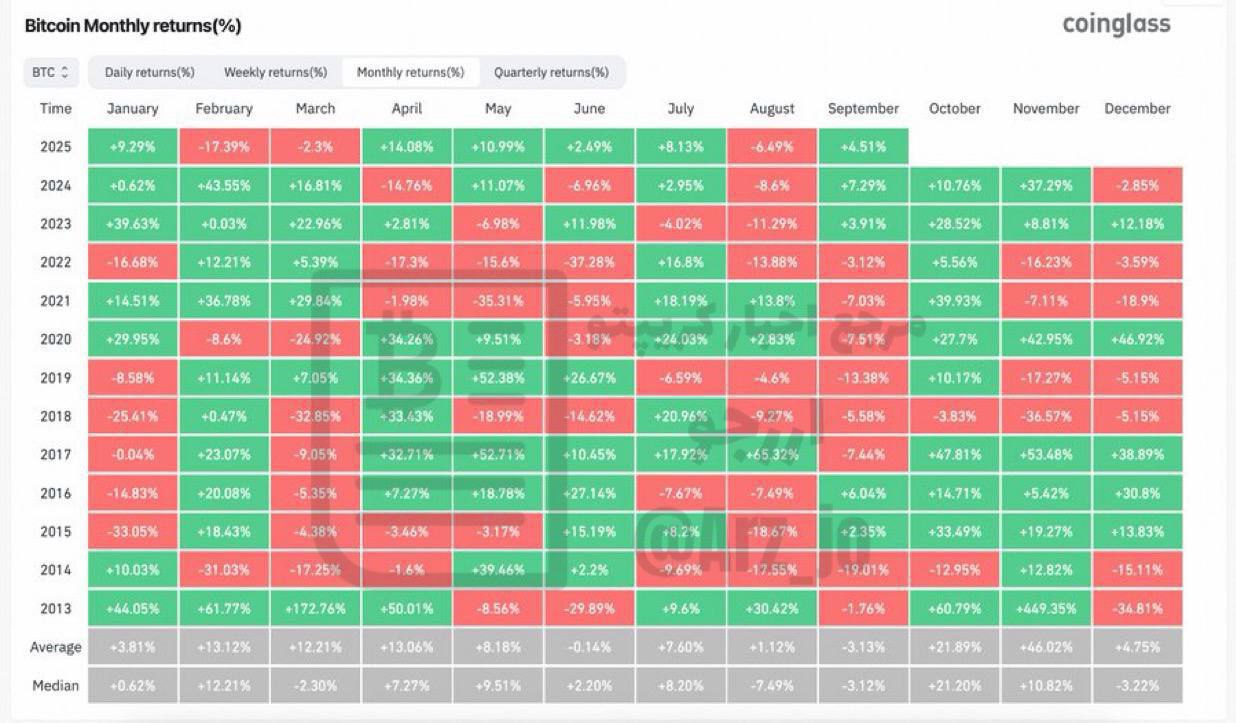 Bitcoin Monthly returns(%)
coinglass
BTC Daily returns(%) Weekly returns(%) Monthly returns(%) Quarterly returns(%)
Time January February March April May June July August September October November December
2025 +9.29% -17.39% -2.3% +14.08% +10.99% +2.49% +8.13% -6.49% +4.51%
2024 +0.62% +43.55% +16.81% -14.76% +11.07% -6.96% +2.95% -8.6% +7.29% +10.76% +37.29% -2.85%
2023 +39.63% +0.03% +22.96% +2.81% -6.98% +11.98% -4.02% -11.29% +3.91% +28.52% +8.81% +12.18%
2022 -16.68% +12.21% +5.39% -17.3% -15.6% -37.28% +16.8% -13.88% -3.12% +5.56% -16.23% -3.59%
2021 +14.51% +36.78% +29.84% -1.98% -35.31% -5.95% +18.19% +13.8% -7.03% +39.93% -7.11% -18.9%
مرجع اخبار کریپتو
2020 +29.95% -8.6% -24.92% +34.26% +9.51% -3.18% +24.03% +2.83% -7.51% +27.7% +42.95% +46.92%
2019 -8.58% +11.14% +7.05% +34.36% +52.38% +26.67% -6.59% -4.6% -13.38% +10.17% -17.27% -5.15%
2018 -25.41% +0.47% -32.85% +33.43% -18.99% -14.62% +20.96% -9.27% -5.58% -3.83% -36.57% -5.15%
ارزجو
2017 -0.04% +23.07% -9.05% +32.71% +52.71% +10.45% +17.92% +65.32% -7.44% +47.81% +53.48% +38.89%
2016 -14.83% +20.08% -5.35% +7.27% +18.78% +27.14% -7.67% -7.49% +6.04% +14.71% +5.42% +30.8%
2015 -33.05% +18.43% -4.38% -3.46% -3.17% +15.19% +8.2% -18.67% +2.35% +33.49% +19.27% +13.83%
@Arz_jo
2014 +10.03% -31.03% -17.25% -1.6% +39.46% +2.2% -9.69% -17.55% -19.01% -12.95% +12.82% -15.11%
2013 +44.05% +61.77% +172.76% +50.01% -8.56% -29.89% +9.6% +30.42% -1.76% +60.79% +449.35% -34.81%
Average +3.81% +13.12% +12.21% +13.06% +8.18% -0.14% +7.60% +1.12% -3.13% +21.89% +46.02% +4.75%
Median +0.62% +12.21% -2.30% +7.27% +9.51% +2.20% +8.20% -7.49% -3.12% +21.20% +10.82% -3.22%